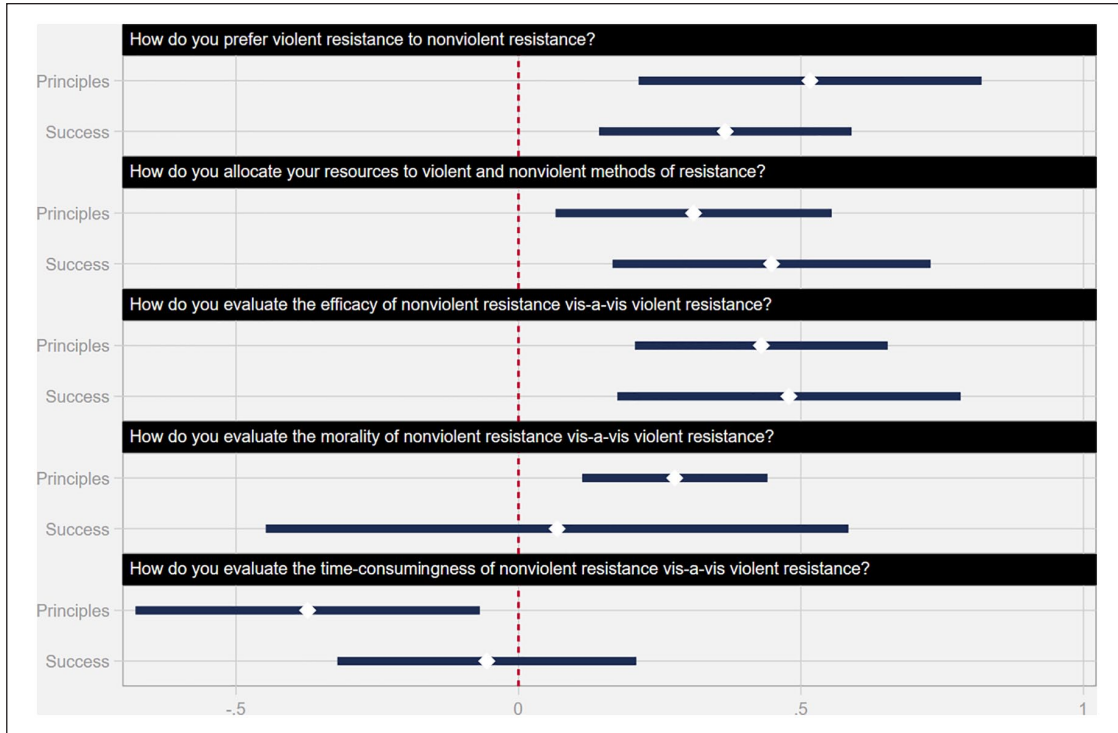 How do you prefer violent resistance to nonviolent resistance?
Principles
Success
How do you allocate your resources to violent and nonviolent methods of resistance?
Principles
Success
How do you evaluate the efficacy of nonviolent resistance vis-a-vis violent resistance?
Principles
Success
How do you evaluate the morality of nonviolent resistance vis-a-vis violent resistance?
Principles
Success
How do you evaluate the time-consumingness of nonviolent resistance vis-a-vis violent resistance?
Principles
Success
-.5 0 .5 1